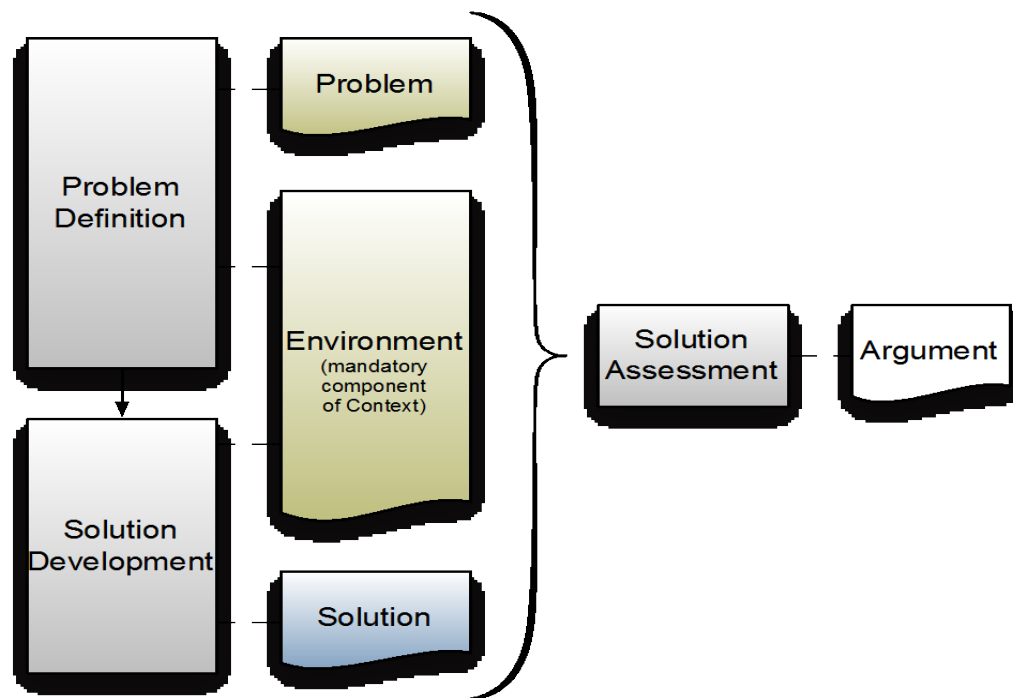 Problem
Definition
Problem
Environment
(mandatory
component
of Context)
Solution
Development
Solution
Solution
Assessment
Argument